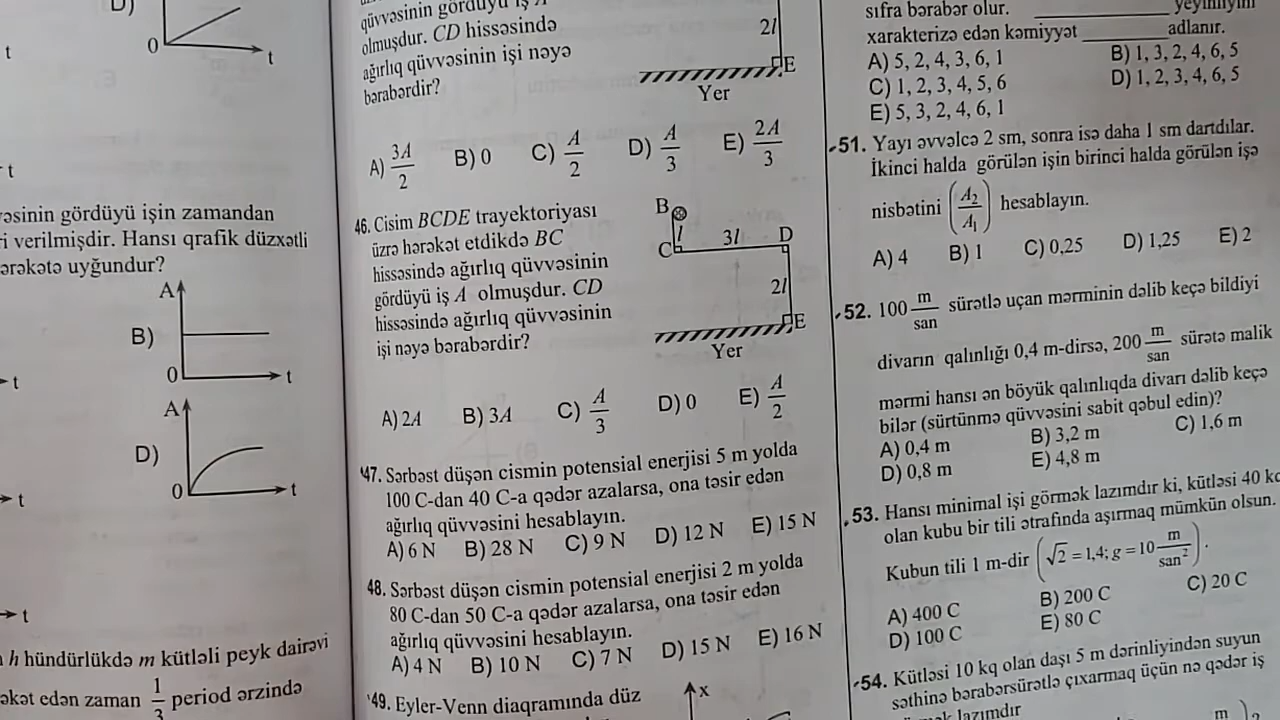 D)
0
t
t
t
əsinin gördüyü işin zamandan
i verilmişdir. Hansı qrafik düzxətli
ərəkətə uyğundur?
B)
A
0
t
t
D)
A
0
t
t
t
h hündürlükdə m kütləli peyk dairəvi
əkət edən zaman 1/3 period ərzində
qüvvəsinin gördüyü iş A
olmuşdur. CD hissəsində
ağırlıq qüvvəsinin işi nəyə
bərabərdir?
2l
E
Yer
A) 3A/2 B) 0 C) A/2 D) A/3 E) 2A/3
46. Cisim BCDE trayektoriyası
üzrə hərəkət etdikdə BC
hissəsində ağırlıq qüvvəsinin
gördüyü iş A olmuşdur. CD
hissəsində ağırlıq qüvvəsinin
işi nəyə bərabərdir?
B
l
C
3l
D
2l
E
Yer
A) 2A B) 3A C) A/3 D) 0 E) A/2
47. Sərbəst düşən cismin potensial enerjisi 5 m yolda
100 C-dan 40 C-a qədər azalarsa, ona təsir edən
ağırlıq qüvvəsini hesablayın.
A) 6 N B) 28 N C) 9 N D) 12 N E) 15 N
48. Sərbəst düşən cismin potensial enerjisi 2 m yolda
80 C-dan 50 C-a qədər azalarsa, ona təsir edən
ağırlıq qüvvəsini hesablayın.
A) 4 N B) 10 N C) 7 N D) 15 N E) 16 N
49. Eyler-Venn diaqramında düz
x
sıfra bərabər olur.
xarakterizə edən kəmiyyət ________ adlanır.
A) 5, 2, 4, 3, 6, 1 B) 1, 3, 2, 4, 6, 5
C) 1, 2, 3, 4, 5, 6 D) 1, 2, 3, 4, 6, 5
E) 5, 3, 2, 4, 6, 1
51. Yayı əvvəlcə 2 sm, sonra isə daha 1 sm dartdılar.
İkinci halda görülən işin birinci halda görülən işə
nisbətini (A₂/A₁) hesablayın.
A) 4 B) 1 C) 0,25 D) 1,25 E) 2
52. 100 m/san sürətlə uçan mərminin dəlib keçə bildiyi
divarın qalınlığı 0,4 m-dirsə, 200 m/san sürətə malik
mərmi hansı ən böyük qalınlıqda divarı dəlib keçə
bilər (sürtünmə qüvvəsini sabit qəbul edin)?
A) 0,4 m B) 3,2 m C) 1,6 m
D) 0,8 m E) 4,8 m
53. Hansı minimal işi görmək lazımdır ki, kütləsi 40 kq
olan kubu bir tili ətrafında aşırmaq mümkün olsun.
Kubun tili 1 m-dir (√2 = 1,4; g = 10 m/san²).
A) 400 C B) 200 C C) 20 C
D) 100 C E) 80 C
54. Kütləsi 10 kq olan daşı 5 m dərinliyindən suyun
səthinə bərabərsürətlə çıxarmaq üçün nə qədər iş
lazımdır
m